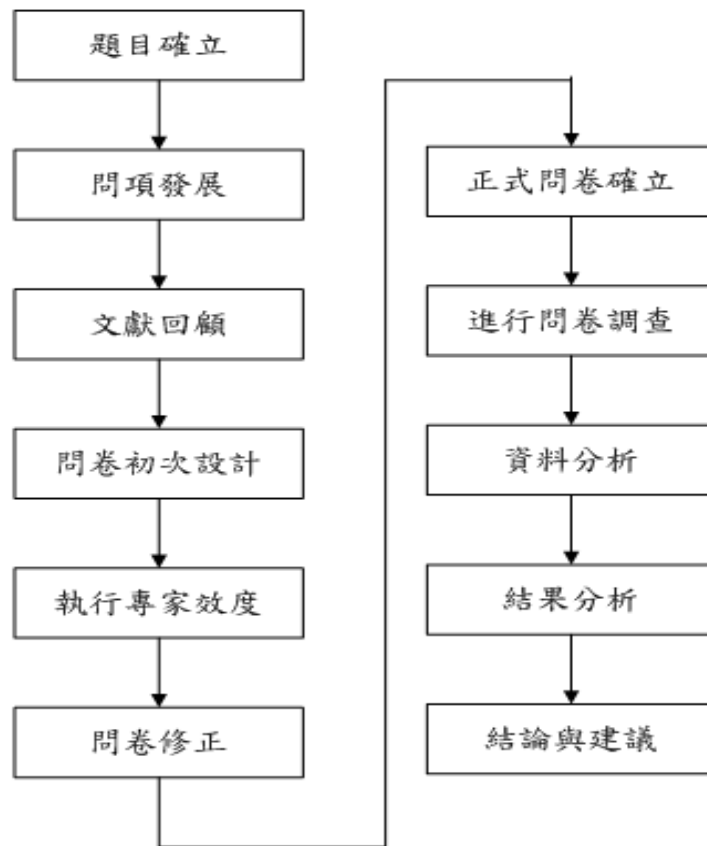 題目確立
問項發展
文獻回顧
問卷初次設計
執行專家效度
問卷修正
正式問卷確立
進行問卷調查
資料分析
結果分析
結論與建議